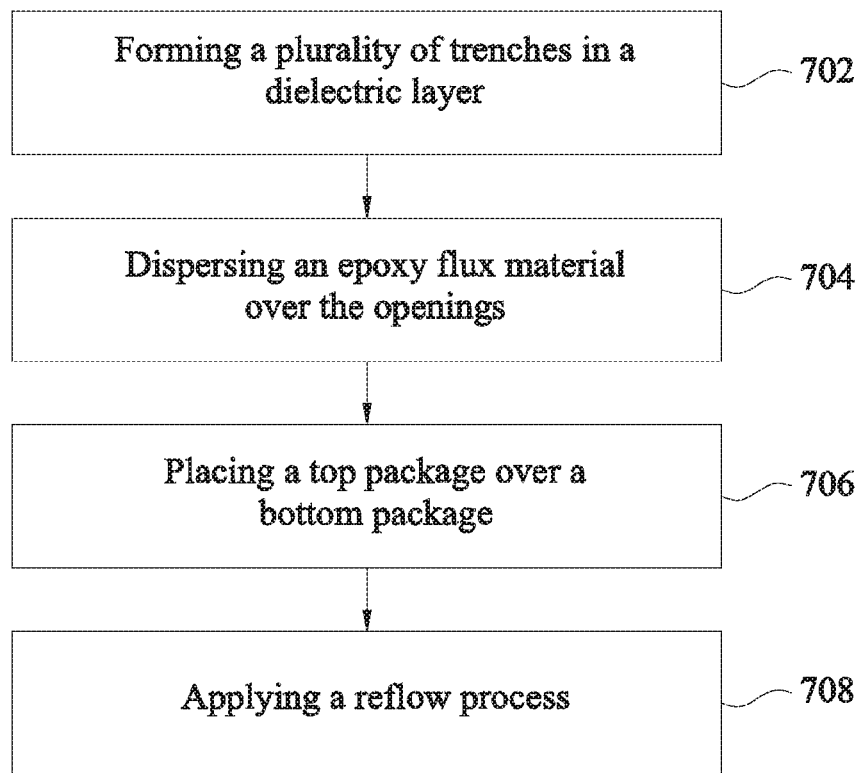 Forming a plurality of trenches in a
dielectric layer
702
Dispersing an epoxy flux material
over the openings
704
Placing a top package over a
bottom package
706
Applying a reflow process
708